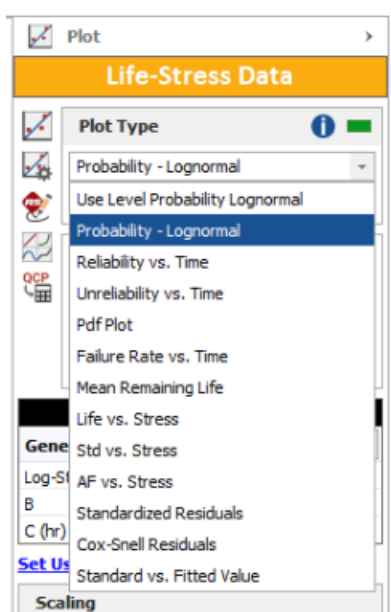 Plot
Life-Stress Data
Plot Type
Probability - Lognormal
Use Level Probability Lognormal
Probability - Lognormal
Reliability vs. Time
Unreliability vs. Time
QCP
Pdf Plot
Failure Rate vs. Time
Mean Remaining Life
Life vs. Stress
Gene
Std vs. Stress
Log-St
AF vs. Stress
B
Standardized Residuals
C (hr)
Cox-Snell Residuals
Set Us
Standard vs. Fitted Value
Scaling